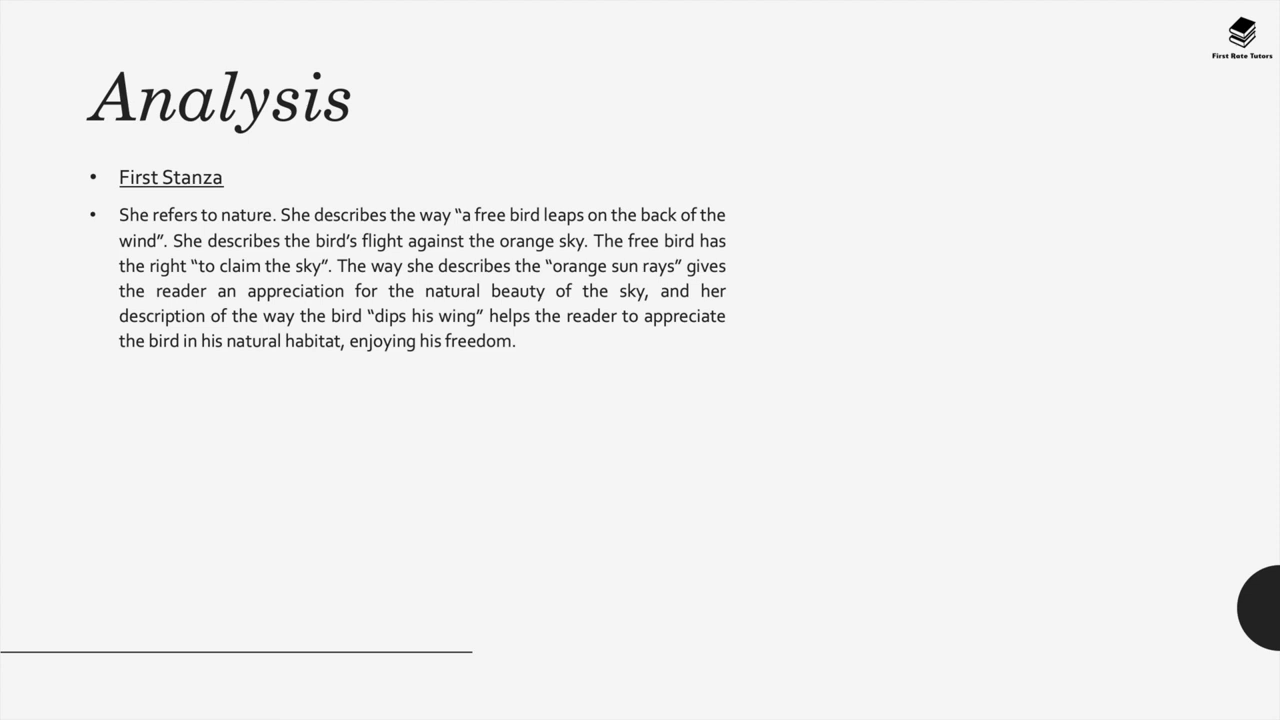 First Rate Tutors
Analysis
• First Stanza
• She refers to nature. She describes the way “a free bird leaps on the back of the
wind”. She describes the bird’s flight against the orange sky. The free bird has
the right “to claim the sky”. The way she describes the “orange sun rays” gives
the reader an appreciation for the natural beauty of the sky, and her
description of the way the bird “dips his wing” helps the reader to appreciate
the bird in his natural habitat, enjoying his freedom.